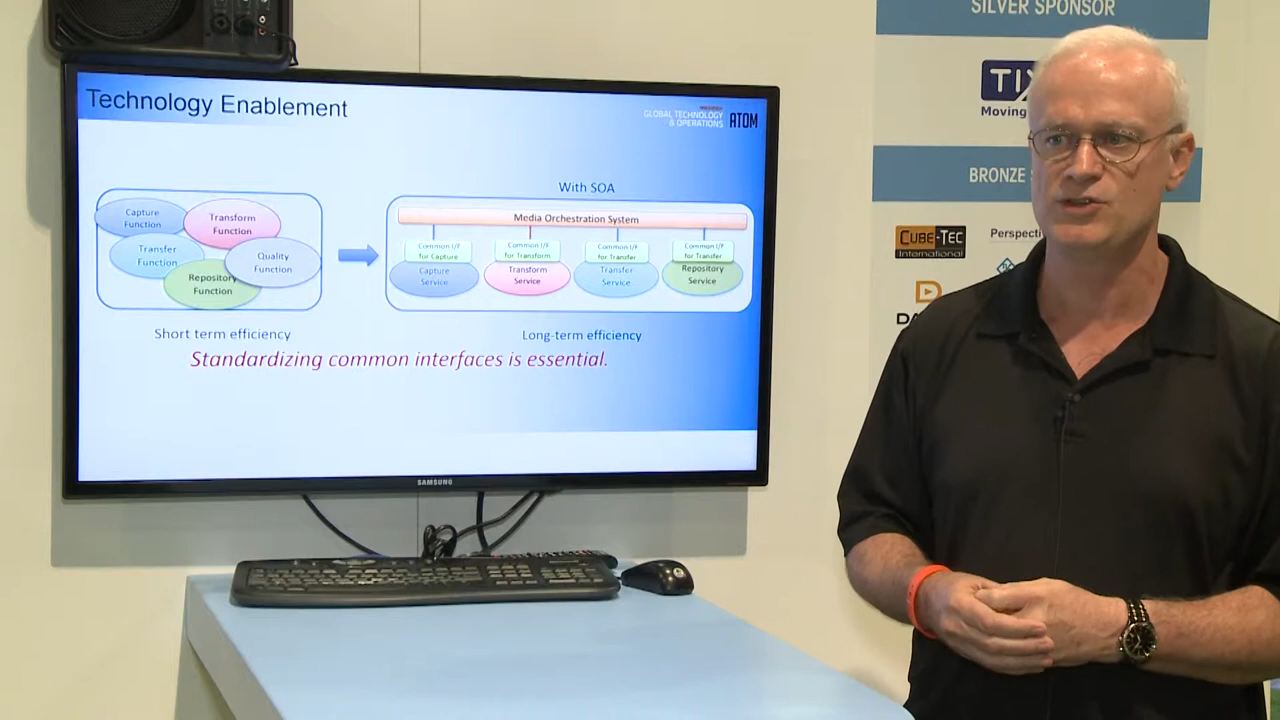 Technology Enablement
GLOBAL TECHNOLOGY
& OPERATIONS
ATOM
Capture
Function
Transform
Function
Transfer
Function
Quality
Function
Repository
Function
Short term efficiency
With SOA
Media Orchestration System
Common I/F
for Capture
Common I/F
for Transform
Common I/F
for Transfer
Common I/F
for Transfer
Capture
Service
Transform
Service
Transfer
Service
Repository
Service
Long-term efficiency
Standardizing common interfaces is essential.
SAMSUNG
SILVER SPONSOR
Moving
BRONZE
CUBE-TEC
International